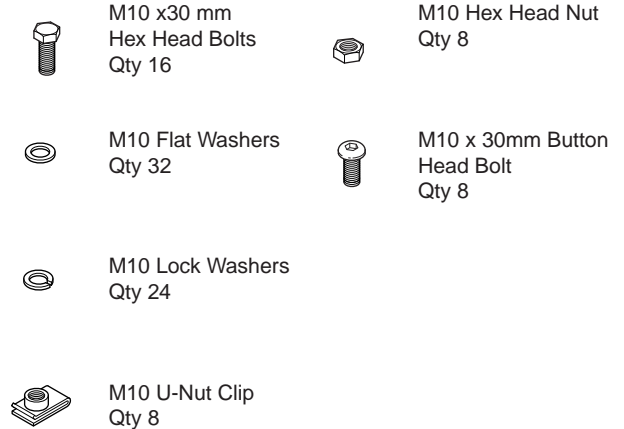 M10 x30 mm
Hex Head Bolts
Qty 16
M10 Hex Head Nut
Qty 8
M10 Flat Washers
Qty 32
M10 x 30mm Button
Head Bolt
Qty 8
M10 Lock Washers
Qty 24
M10 U-Nut Clip
Qty 8